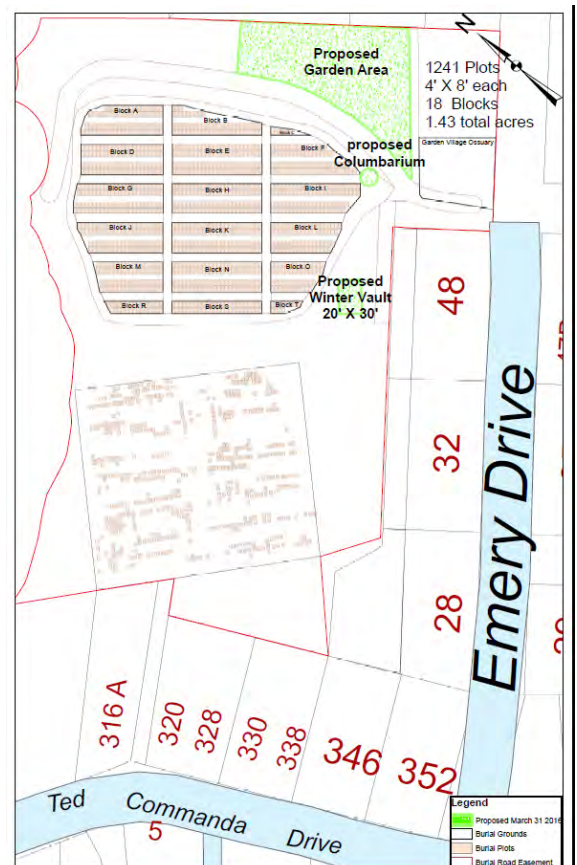 N
Proposed
Garden Area
1241 Plots
4' X 8' each
18 Blocks
1.43 total acres
Garden Village Ossuary
proposed
Columbarium
Block A
Block B
Block D
Block E
Block F
Block G
Block H
Block I
Block J
Block K
Block L
Block M
Block N
Block O
Block R
Block S
Block T
Proposed
Winter Vault
20' X 30'
48
32
28
Emery Drive
316 A
320
328
330
338
346
352
Ted Commanda Drive
5
Legend
Proposed March 31 2016
Burial Grounds
Burial Plots
Burial Road Easement